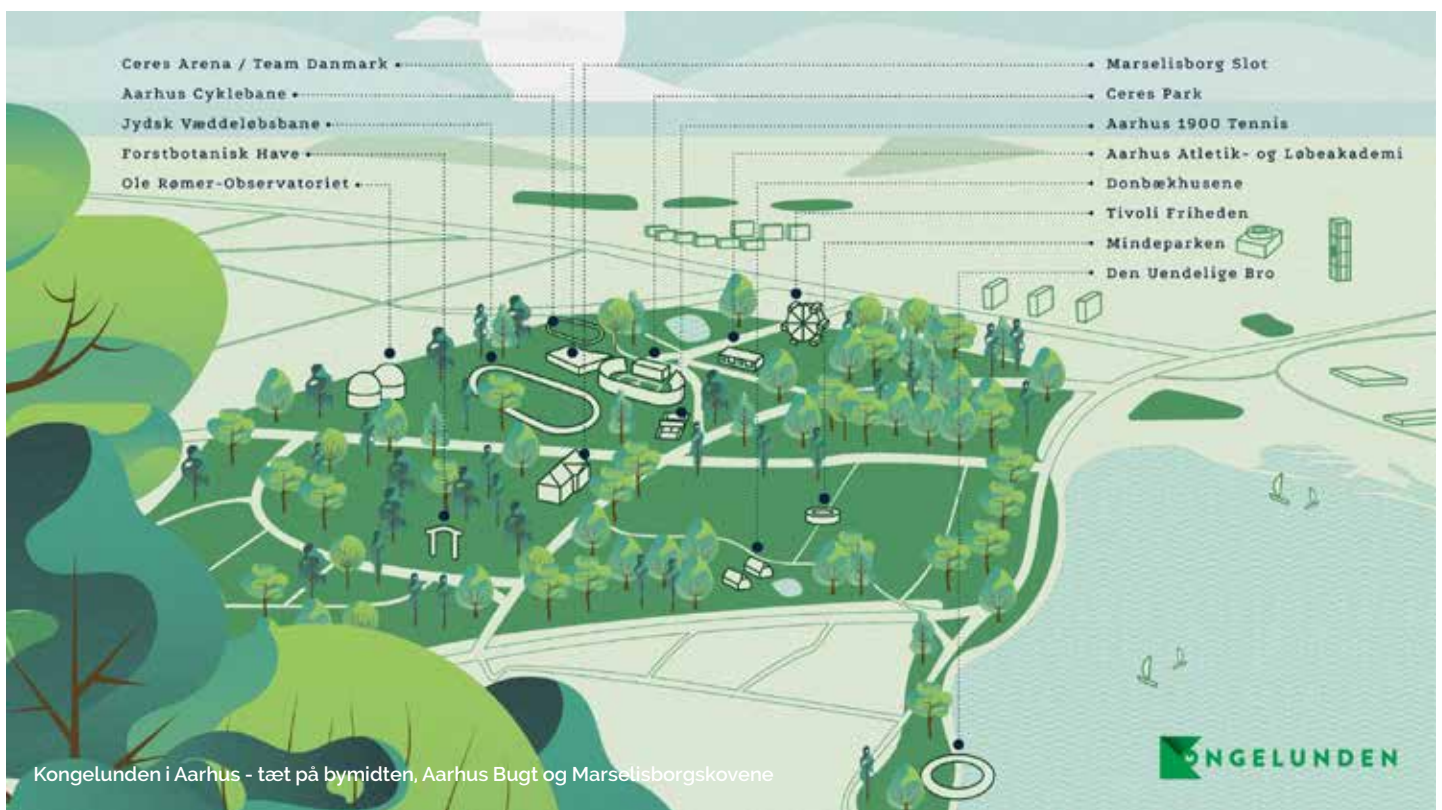 Ceres Arena / Team Danmark
Aarhus Cyklebane
Jydsk Væddeløbsbane
Forstbotanisk Have
Ole Rømer-Observatoriet
Marselisborg Slot
Ceres Park
Aarhus 1900 Tennis
Aarhus Atletik- og Løbeakademi
Donbækhusene
Tivoli Friheden
Mindeparken
Den Uendelige Bro
Kongelunden i Aarhus - tæt på bymidten, Aarhus Bugt og Marselisborgskovene
KONGELUNDEN